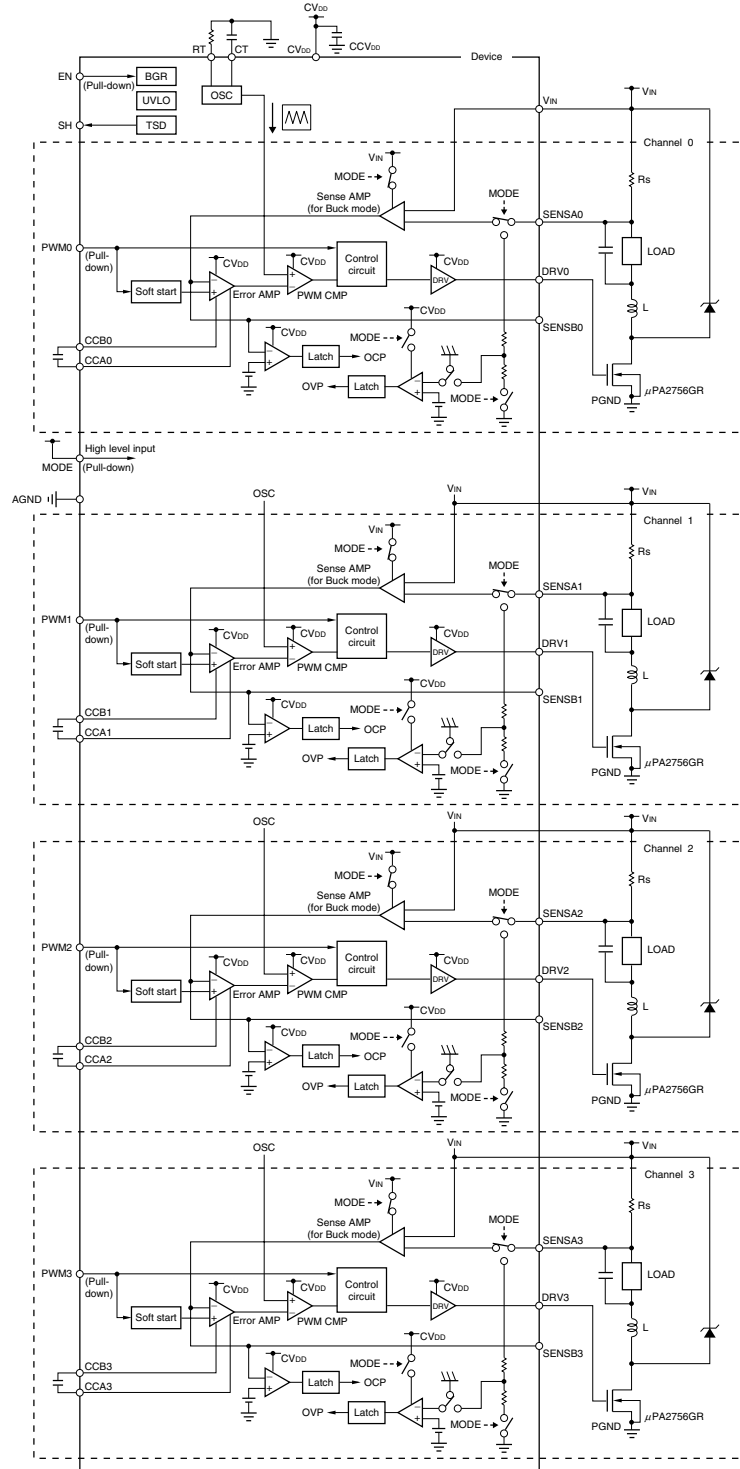 CVDD
RT CT CVDD CCVDD
Device
EN (Pull-down) BGR
OSC
UVLO
SH TSD
VIN
VIN
Channel 0
VIN
MODE
Sense AMP
(for Buck mode)
MODE
SENSA0
Rs
LOAD
PWM0
(Pull-
down)
CVDD
CVDD
Control
circuit
CVDD
DRV
DRV0
Soft start
Error AMP
PWM CMP
L
CVDD
MODE
CVDD
SENSB0
CCB0
CCA0
Latch
OCP
OVP
Latch
MODE
PGND
μPA2756GR
High level input
MODE (Pull-down)
AGND
OSC
VIN
VIN
Channel 1
VIN
MODE
Sense AMP
(for Buck mode)
MODE
SENSA1
Rs
LOAD
PWM1
(Pull-
down)
CVDD
CVDD
Control
circuit
CVDD
DRV
DRV1
Soft start
Error AMP
PWM CMP
L
CVDD
MODE
CVDD
SENSB1
CCB1
CCA1
Latch
OCP
OVP
Latch
MODE
PGND
μPA2756GR
OSC
VIN
VIN
Channel 2
VIN
MODE
Sense AMP
(for Buck mode)
MODE
SENSA2
Rs
LOAD
PWM2
(Pull-
down)
CVDD
CVDD
Control
circuit
CVDD
DRV
DRV2
Soft start
Error AMP
PWM CMP
L
CVDD
MODE
CVDD
SENSB2
CCB2
CCA2
Latch
OCP
OVP
Latch
MODE
PGND
μPA2756GR
OSC
VIN
VIN
Channel 3
VIN
MODE
Sense AMP
(for Buck mode)
MODE
SENSA3
Rs
LOAD
PWM3
(Pull-
down)
CVDD
CVDD
Control
circuit
CVDD
DRV
DRV3
Soft start
Error AMP
PWM CMP
L
CVDD
MODE
CVDD
SENSB3
CCB3
CCA3
Latch
OCP
OVP
Latch
MODE
PGND
μPA2756GR